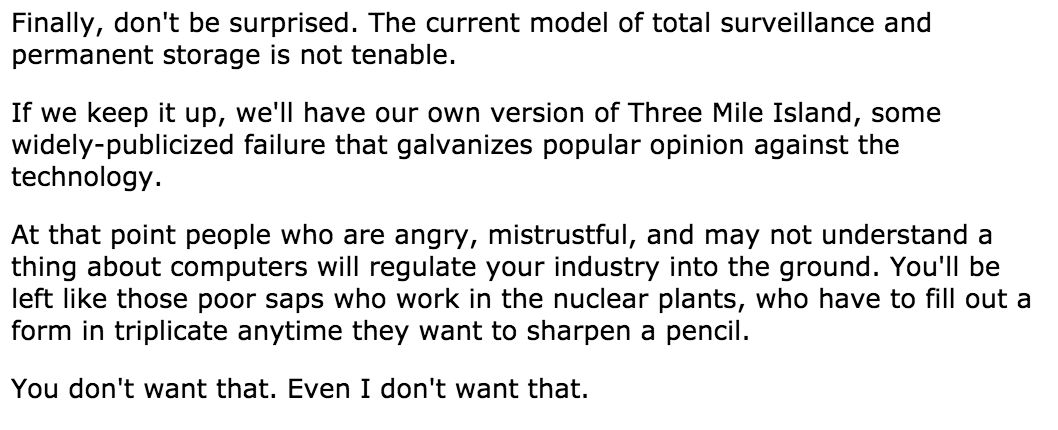 Finally, don't be surprised. The current model of total surveillance and
permanent storage is not tenable.
If we keep it up, we'll have our own version of Three Mile Island, some
widely-publicized failure that galvanizes popular opinion against the
technology.
At that point people who are angry, mistrustful, and may not understand a
thing about computers will regulate your industry into the ground. You'll be
left like those poor saps who work in the nuclear plants, who have to fill out a
form in triplicate anytime they want to sharpen a pencil.
You don't want that. Even I don't want that.